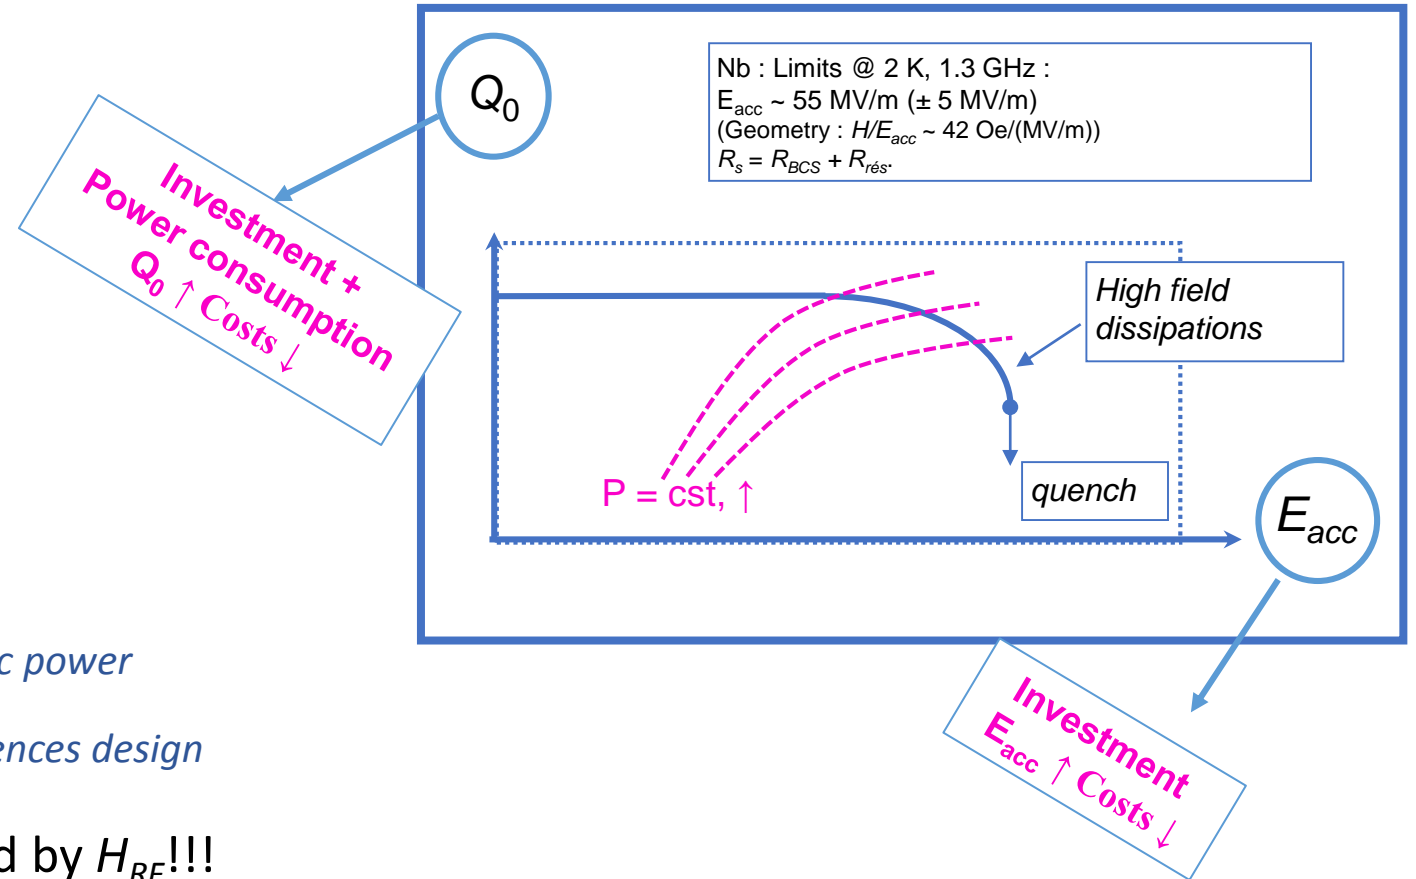 Q0
Nb : Limits @ 2 K, 1.3 GHz :
Eacc ~ 55 MV/m (± 5 MV/m)
(Geometry : H/Eacc ~ 42 Oe/(MV/m))
Rs = RBCS + Rrés.
Investment +
Power consumption
Q0 ↑ Costs ↓
High field
dissipations
P = cst, ↑
quench
Eacc
c power
ences design
Investment
Eacc ↑ Costs ↓
d by HRF!!!